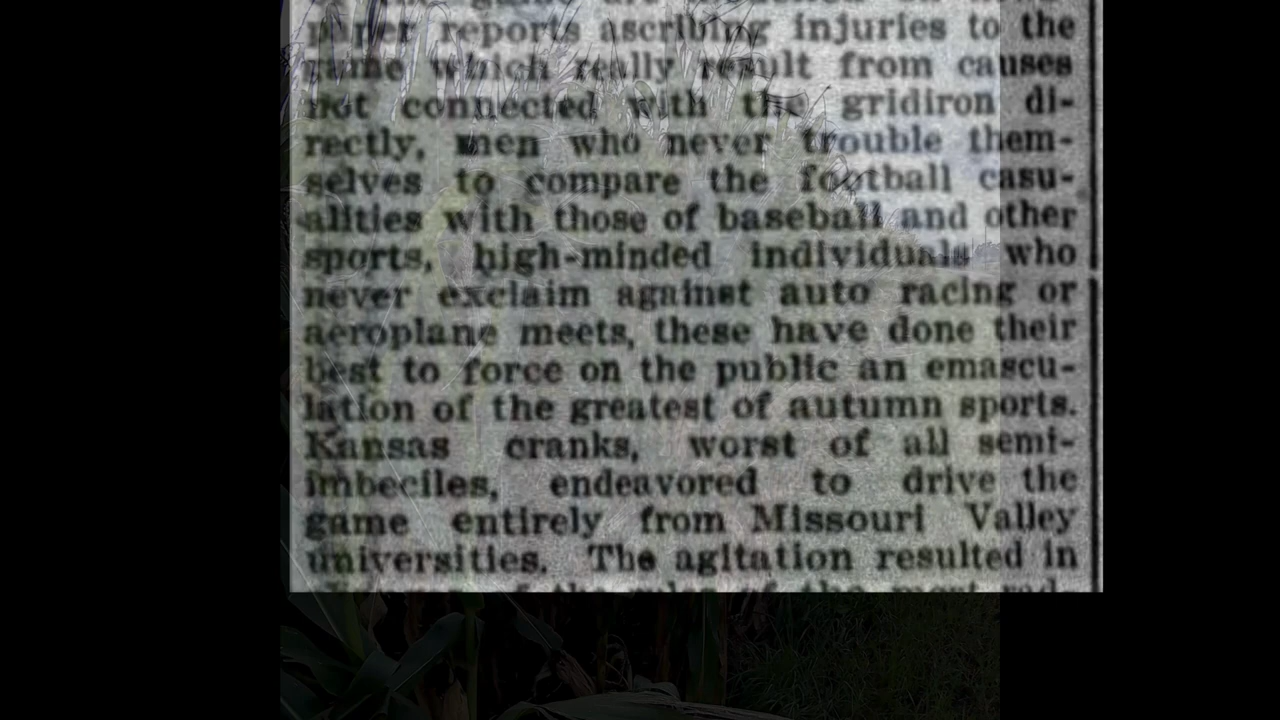 paper reports ascribing injuries to the
game which really result from causes
not connected with the gridiron di-
rectly, men who never trouble them-
selves to compare the football casu-
alities with those of baseball and other
sports, high-minded individuals who
never exclaim against auto racing or
aeroplane meets, these have done their
best to force on the public an emascu-
lation of the greatest of autumn sports.
Kansas cranks, worst of all semi-
imbeciles, endeavored to drive the
game entirely from Missouri Valley
universities. The agitation resulted in